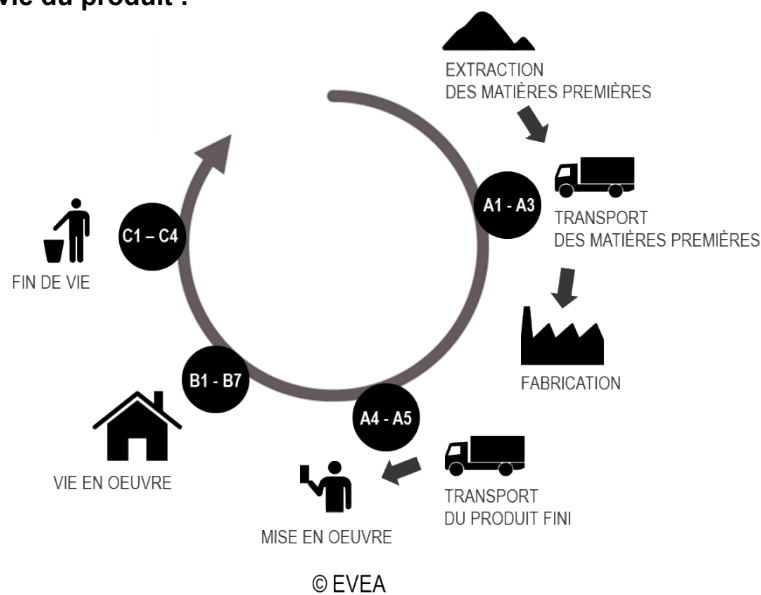 vie du produit :
EXTRACTION
DES MATIÈRES PREMIÈRES
A1 - A3
TRANSPORT
DES MATIÈRES PREMIÈRES
FABRICATION
A4 - A5
TRANSPORT
DU PRODUIT FINI
MISE EN OEUVRE
B1 - B7
VIE EN OEUVRE
C1 – C4
FIN DE VIE
© EVEA